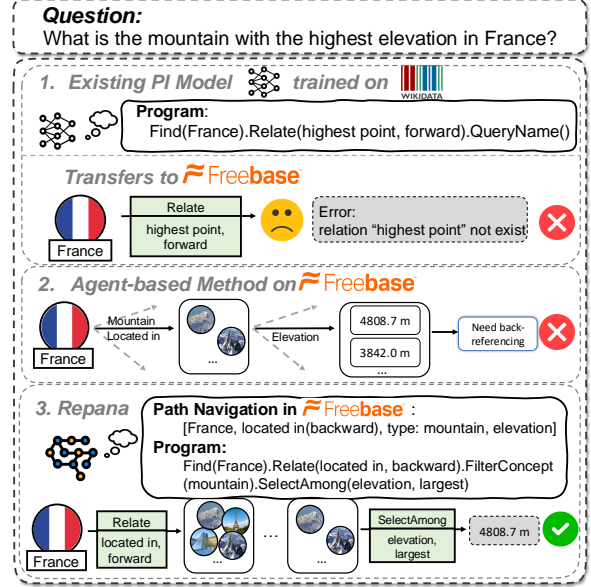 Question:
What is the mountain with the highest elevation in France?
1. Existing PI Model trained on WIKIDATA
Program:
Find(France).Relate(highest point, forward).QueryName()
Transfers to Freebase
France
Relate
highest point,
forward
Error:
relation "highest point" not exist
2. Agent-based Method on Freebase
France
Mountain
Located in
...
Elevation
4808.7 m
3842.0 m
...
Need back-
referencing
3. Repana
Path Navigation in Freebase :
[France, located in(backward), type: mountain, elevation]
Program:
Find(France).Relate(located in, backward).FilterConcept
(mountain).SelectAmong(elevation, largest)
France
Relate
located in,
forward
...
...
...
SelectAmong
elevation,
largest
4808.7 m